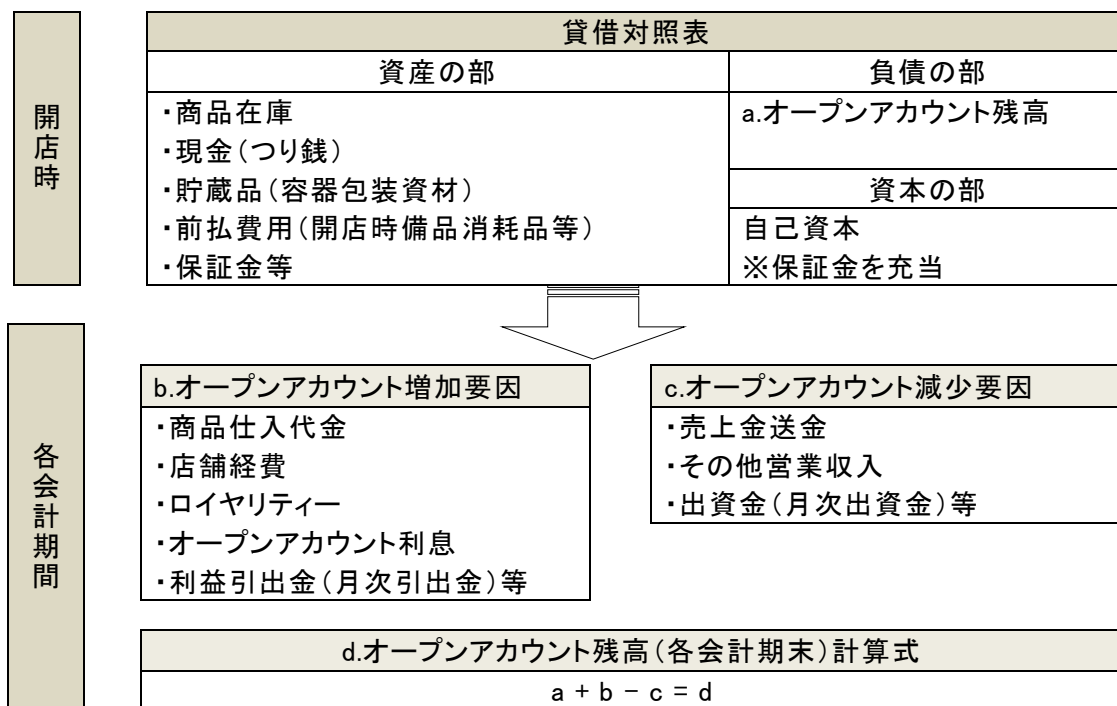 開店時
貸借対照表
資産の部
・商品在庫
・現金(つり銭)
・貯蔵品(容器包装資材)
・前払費用(開店時備品消耗品等)
・保証金等
負債の部
a.オープンアカウント残高
資本の部
自己資本
※保証金を充当
各会計期間
b.オープンアカウント増加要因
・商品仕入代金
・店舗経費
・ロイヤリティー
・オープンアカウント利息
・利益引出金(月次引出金)等
c.オープンアカウント減少要因
・売上金送金
・その他営業収入
・出資金(月次出資金)等
d.オープンアカウント残高(各会計期末)計算式
a + b − c = d